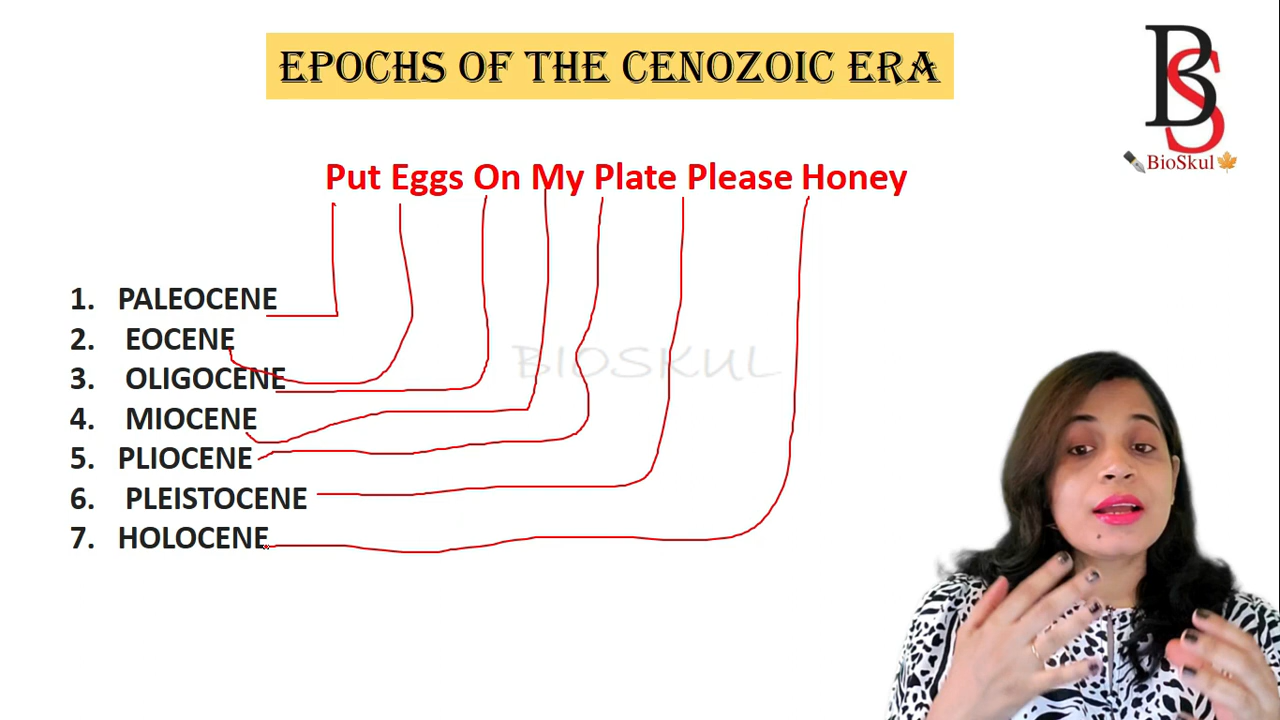 EPOCHS OF THE CENOZOIC ERA
BS
BioSkul
Put Eggs On My Plate Please Honey
1. PALEOCENE
2. EOCENE
3. OLIGOCENE
4. MIOCENE
5. PLIOCENE
6. PLEISTOCENE
7. HOLOCENE
BIOSKUL